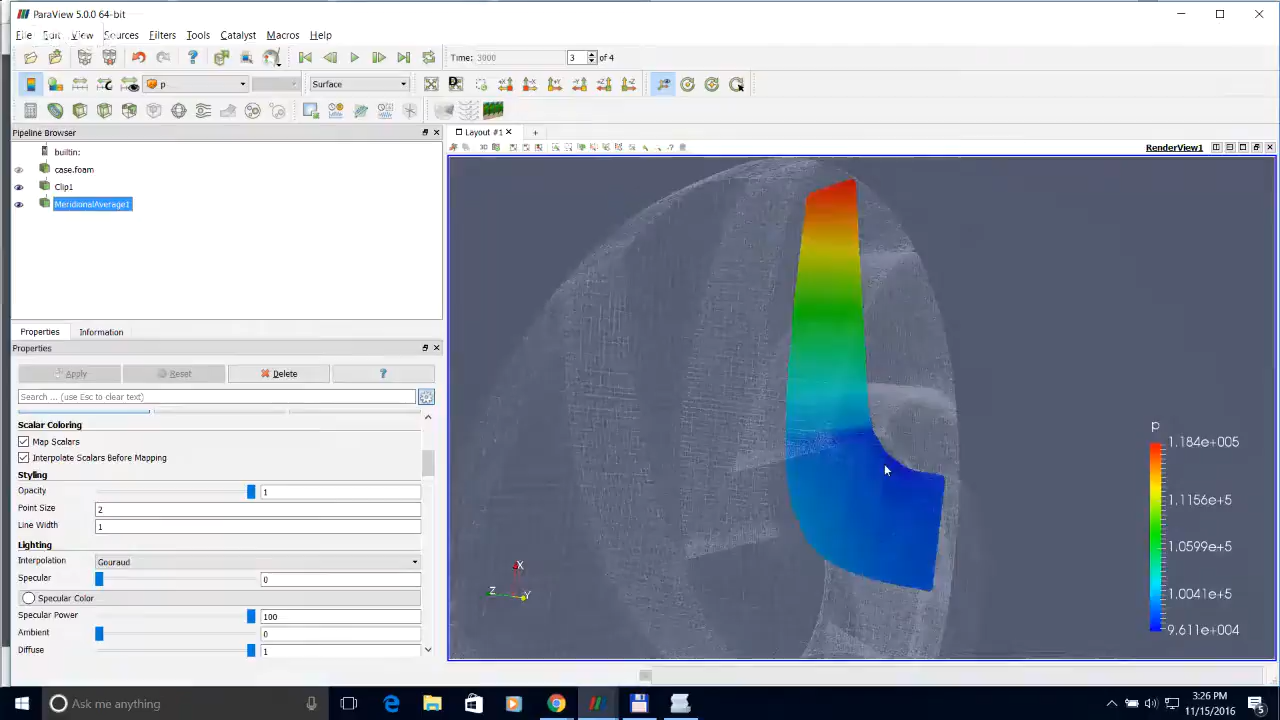 ParaView 5.0.0 64-bit
File Edit View Sources Filters Tools Catalyst Macros Help
Time: 3000 3 of 4
p Surface
Pipeline Browser
Layout #1
builtin:
RenderView1
case.foam
Clip1
MeridionalAverage1
Properties Information
Properties
Apply Reset Delete ?
Search ... (use Esc to clear text)
Scalar Coloring
Map Scalars
Interpolate Scalars Before Mapping
Styling
Opacity 1
Point Size 2
Line Width 1
Lighting
Interpolation Gouraud
Specular 0
Specular Color
Specular Power 100
Ambient 0
Diffuse 1
X
Z
Y
p
1.184e+005
1.1156e+5
1.0599e+5
1.0041e+5
9.611e+004
Ask me anything
3:26 PM
11/15/2016
5